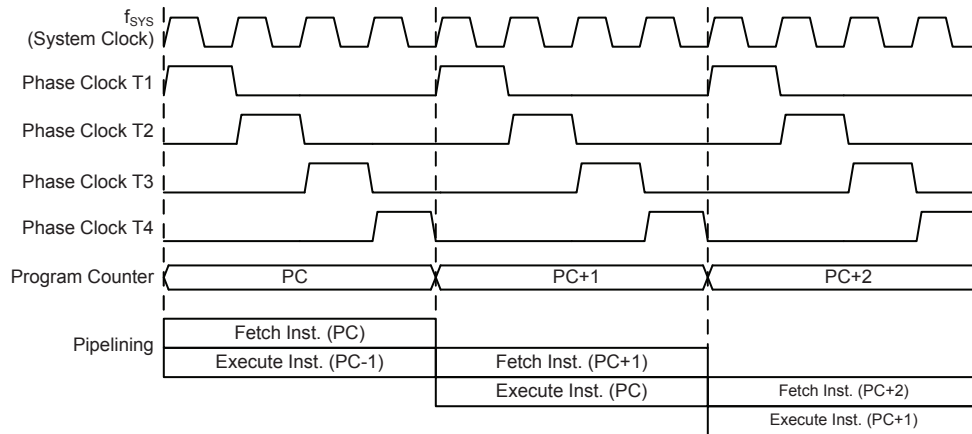 fSYS
(System Clock)
Phase Clock T1
Phase Clock T2
Phase Clock T3
Phase Clock T4
Program Counter PC PC+1 PC+2
Pipelining
Fetch Inst. (PC)
Execute Inst. (PC-1) Fetch Inst. (PC+1)
Execute Inst. (PC) Fetch Inst. (PC+2)
Execute Inst. (PC+1)